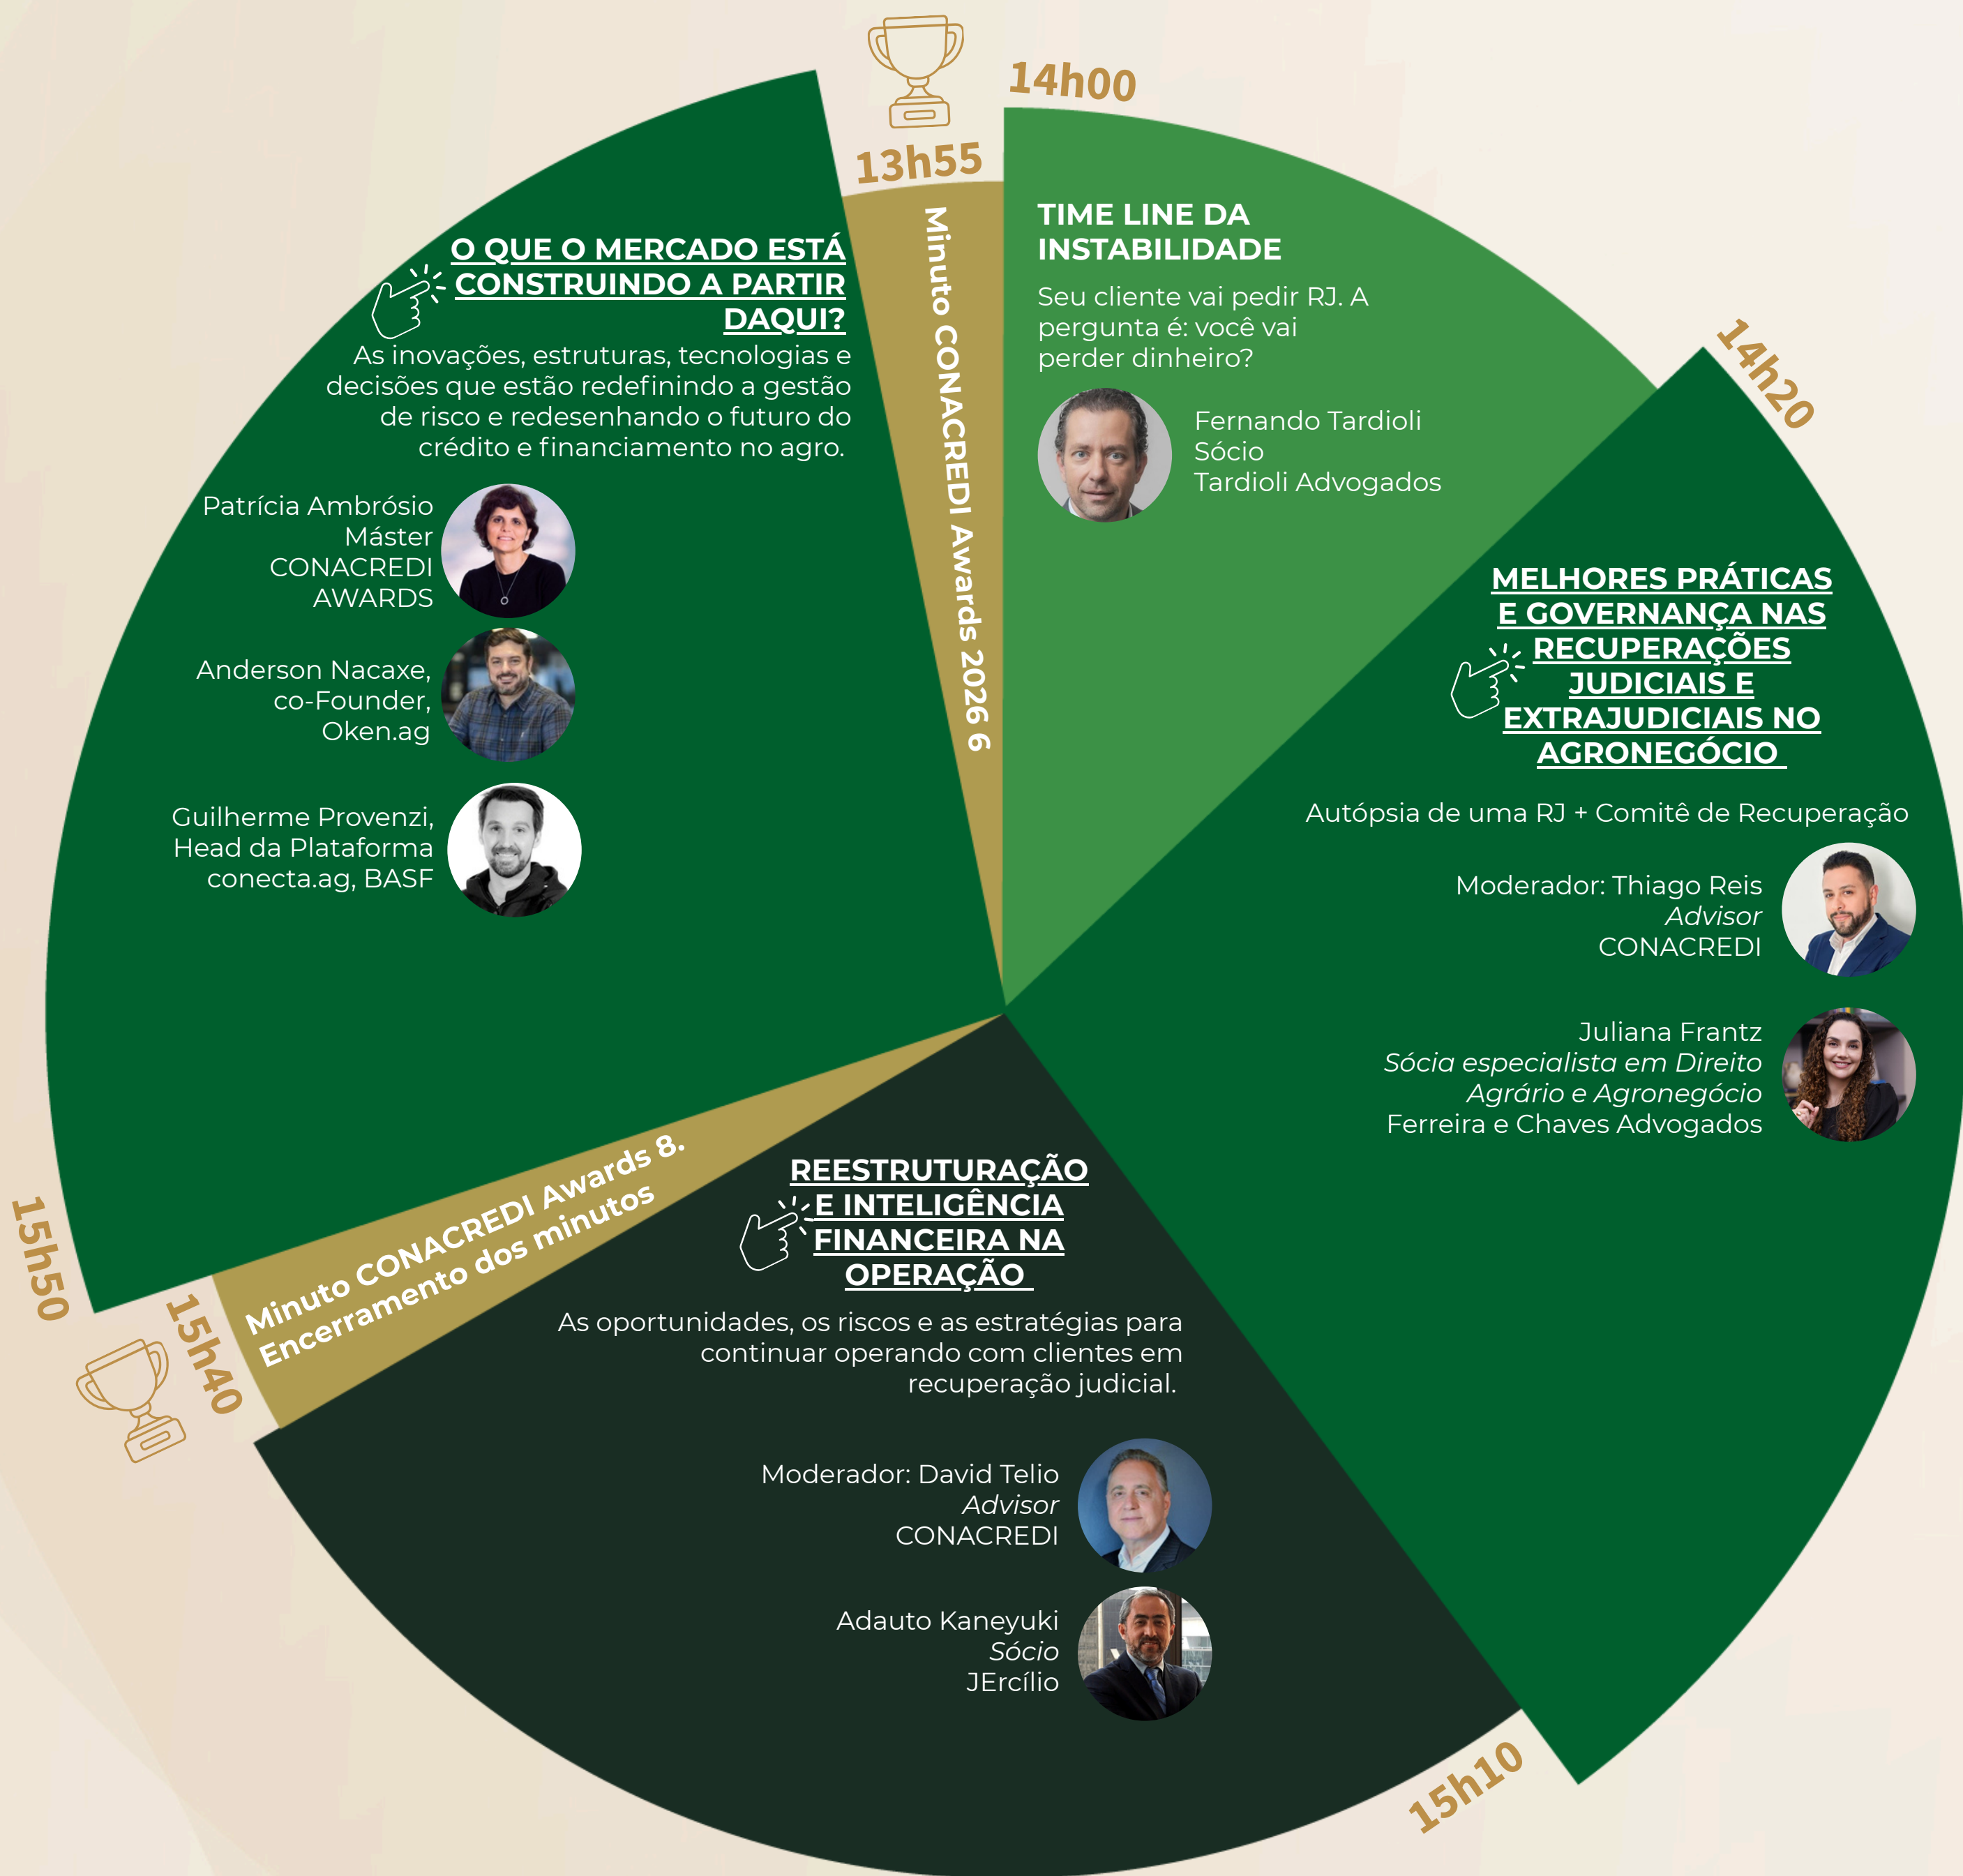 13h55
Minuto CONACREDI Awards 2026 6
14h00
TIME LINE DA
INSTABILIDADE
Seu cliente vai pedir RJ. A
pergunta é: você vai
perder dinheiro?
Fernando Tardioli
Sócio
Tardioli Advogados
14h20
MELHORES PRÁTICAS
E GOVERNANÇA NAS
RECUPERAÇÕES
JUDICIAIS E
EXTRAJUDICIAIS NO
AGRONEGÓCIO
Autópsia de uma RJ + Comitê de Recuperação
Moderador: Thiago Reis
Advisor
CONACREDI
Juliana Frantz
Sócia especialista em Direito
Agrário e Agronegócio
Ferreira e Chaves Advogados
15h10
REESTRUTURAÇÃO
E INTELIGÊNCIA
FINANCEIRA NA
OPERAÇÃO
As oportunidades, os riscos e as estratégias para
continuar operando com clientes em
recuperação judicial.
Moderador: David Telio
Advisor
CONACREDI
Adauto Kaneyuki
Sócio
JErcílio
15h40
Minuto CONACREDI Awards 8.
Encerramento dos minutos
15h50
O QUE O MERCADO ESTÁ
CONSTRUINDO A PARTIR
DAQUI?
As inovações, estruturas, tecnologias e
decisões que estão redefinindo a gestão
de risco e redesenhando o futuro do
crédito e financiamento no agro.
Patrícia Ambrósio
Máster
CONACREDI
AWARDS
Anderson Nacaxe,
co-Founder,
Oken.ag
Guilherme Provenzi,
Head da Plataforma
conecta.ag, BASF